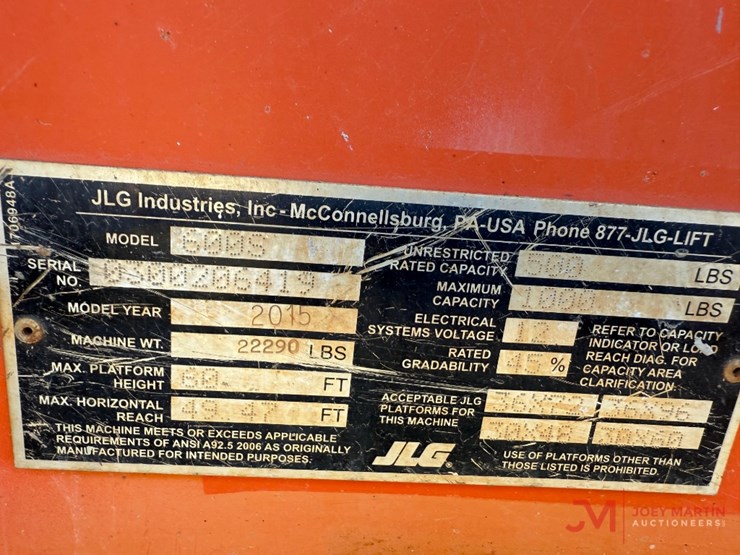 1706948A
JLG Industries, Inc - McConnellsburg, PA-USA Phone 877-JLG-LIFT
MODEL 600S
SERIAL NO. 0300206419
MODEL YEAR 2015
MACHINE WT. 22290 LBS
MAX. PLATFORM HEIGHT 60. FT
MAX. HORIZONTAL REACH 49.47 FT
THIS MACHINE MEETS OR EXCEEDS APPLICABLE
REQUIREMENTS OF ANSI A92.5 2006 AS ORIGINALLY
MANUFACTURED FOR INTENDED PURPOSES.
UNRESTRICTED RATED CAPACITY 500 LBS
MAXIMUM CAPACITY 1000 LBS
ELECTRICAL SYSTEMS VOLTAGE 12
RATED GRADABILITY 45 %
REFER TO CAPACITY
INDICATOR OR LOAD
REACH DIAG. FOR
CAPACITY AREA
CLARIFICATION.
ACCEPTABLE JLG
PLATFORMS FOR
THIS MACHINE
36X72 36X96
JLG
USE OF PLATFORMS OTHER THAN
THOSE LISTED IS PROHIBITED.
JM JOEY MARTIN
AUCTIONEERS